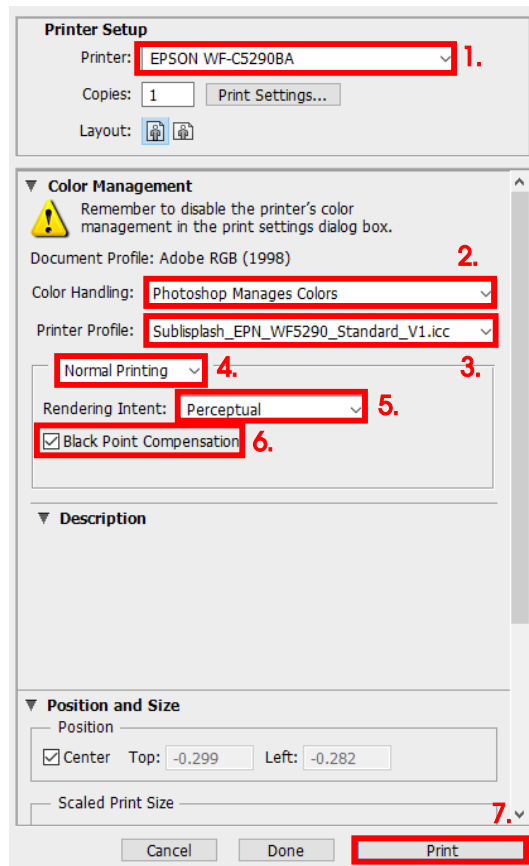 Printer Setup
Printer: EPSON WF-C5290BA 1.
Copies: 1 Print Settings...
Layout:
Color Management
Remember to disable the printer's color
management in the print settings dialog box.
Document Profile: Adobe RGB (1998) 2.
Color Handling: Photoshop Manages Colors
Printer Profile: Sublisplash_EPN_WF5290_Standard_V1.icc
Normal Printing 4. 3.
Rendering Intent: Perceptual 5.
Black Point Compensation 6.
Description
Position and Size
Position
Center Top: -0.299 Left: -0.282
Scaled Print Size
7.
Cancel Done Print